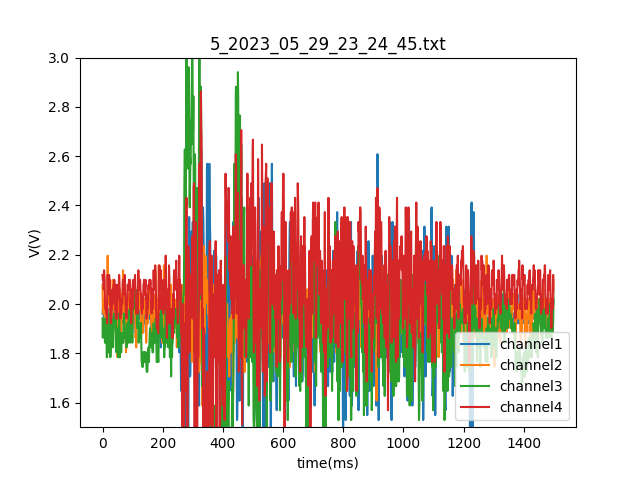 5_2023_05_29_23_24_45.txt
3.0
2.8
2.6
2.4
2.2
2.0
1.8
1.6
V(V)
channel1
channel2
channel3
channel4
0 200 400 600 800 1000 1200 1400
time(ms)